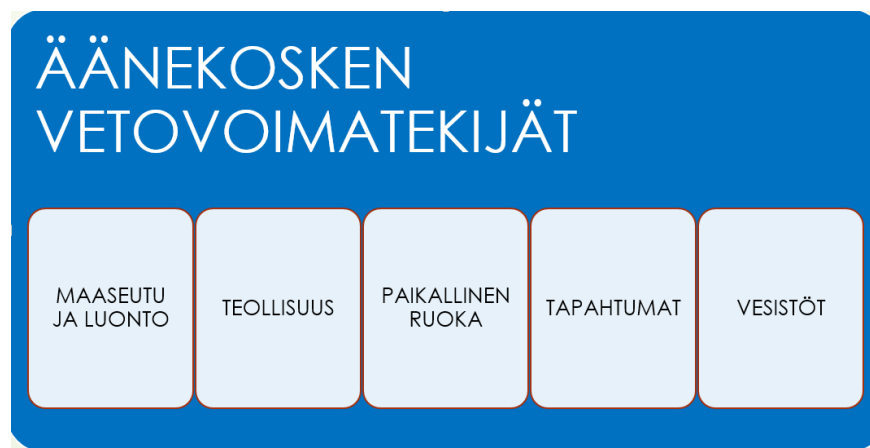 ÄÄNEKOSKEN
VETOVOIMATEKIJÄT
MAASEUTU
JA LUONTO
TEOLLISUUS
PAIKALLINEN
RUOKA
TAPAHTUMAT
VESISTÖT